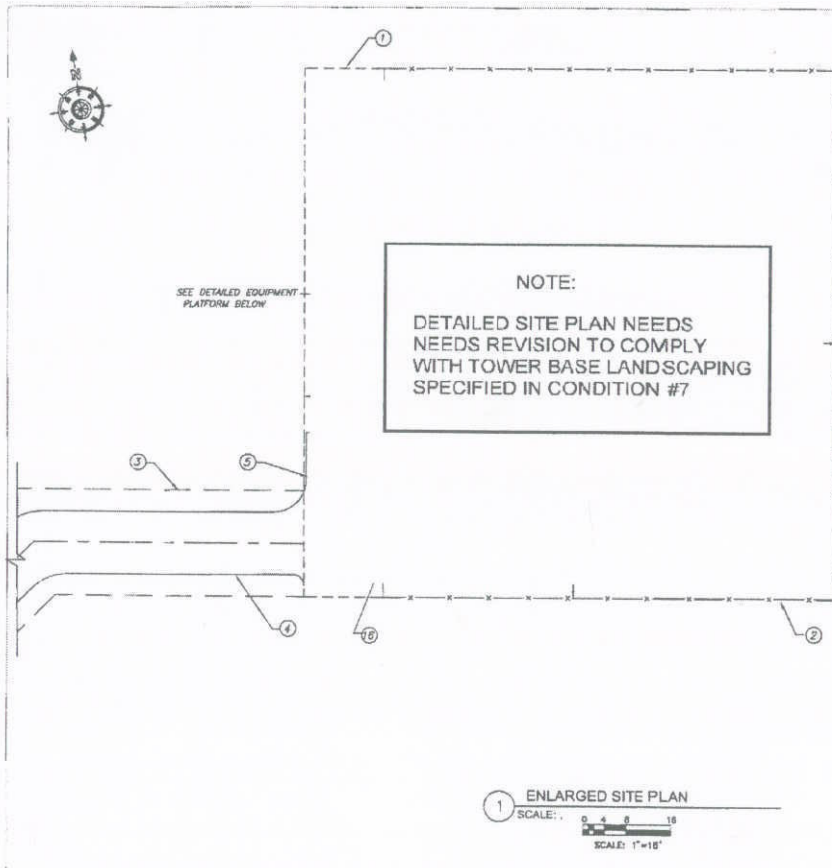 1
N
SEE DETAILED EQUIPMENT
PLATFORM BELOW
NOTE:
DETAILED SITE PLAN NEEDS
NEEDS REVISION TO COMPLY
WITH TOWER BASE LANDSCAPING
SPECIFIED IN CONDITION #7
3
5
4
16
2
1 ENLARGED SITE PLAN
SCALE: .
0 4 8 16
SCALE: 1"=16'